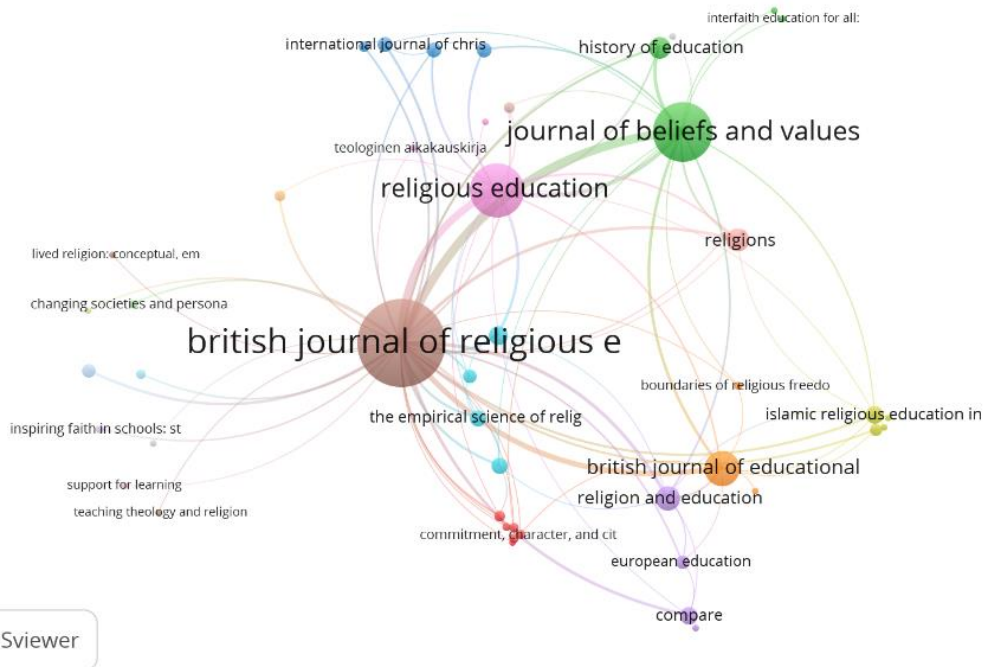 interfaith education for all:
international journal of chris
history of education
journal of beliefs and values
teologinen aikakauskirja
religious education
religions
lived religion: conceptual, em
changing societies and persona
british journal of religious e
boundaries of religious freedo
islamic religious education in
the empirical science of relig
inspiring faith in schools: st
british journal of educational
support for learning
religion and education
teaching theology and religion
commitment, character, and cit
european education
compare
Sviewer